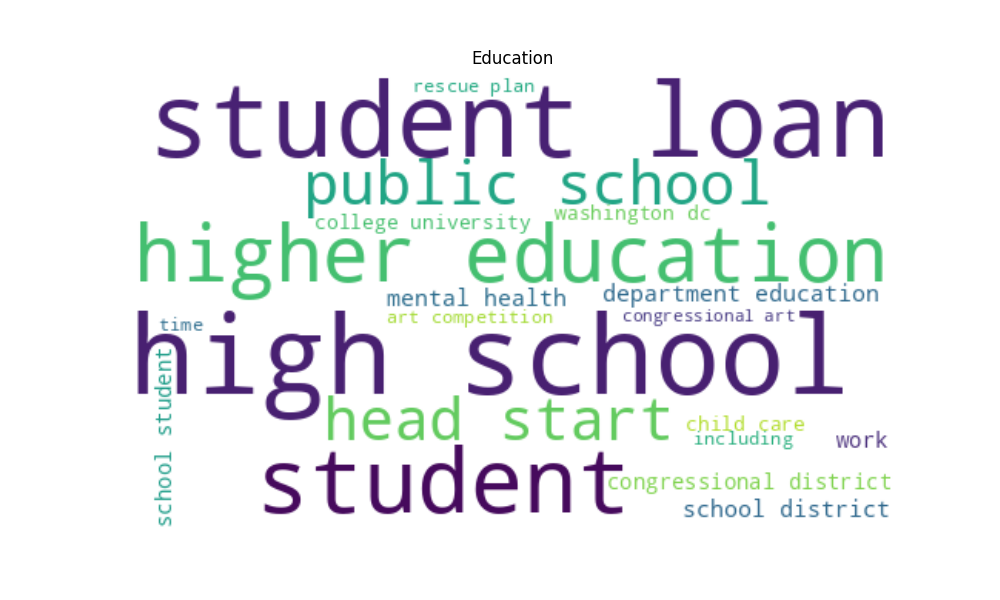 Education
rescue plan
student loan
public school
washington dc
college university
higher education
mental health
department education
art competition
congressional art
time
high school
school student
head start
child care
including
work
student
congressional district
school district